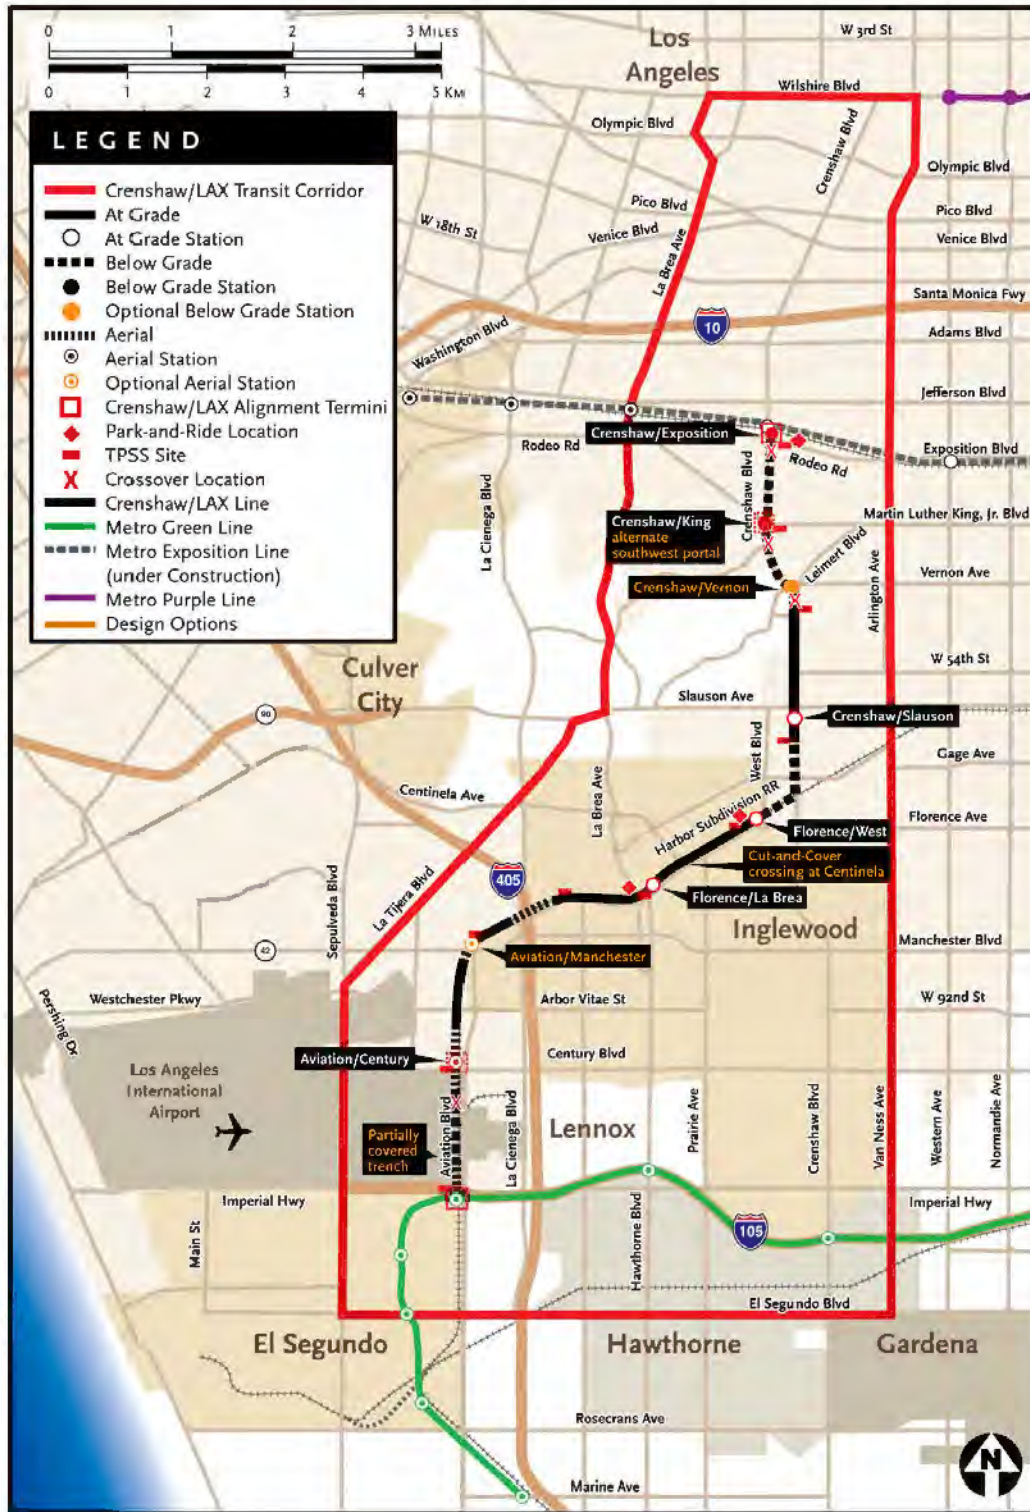 0 1 2 3 MILES
0 1 2 3 4 5 KM
LEGEND
Crenshaw/LAX Transit Corridor
At Grade
At Grade Station
Below Grade
Below Grade Station
Optional Below Grade Station
Aerial
Aerial Station
Optional Aerial Station
Crenshaw/LAX Alignment Termini
Park-and-Ride Location
TPSS Site
Crossover Location
Crenshaw/LAX Line
Metro Green Line
Metro Exposition Line
(under Construction)
Metro Purple Line
Design Options
W 3rd St
Los
Angeles
Wilshire Blvd
Olympic Blvd
Crenshaw Blvd
Olympic Blvd
Pico Blvd
Pico Blvd
W 18th St
Venice Blvd
Venice Blvd
La Brea Ave
Santa Monica Fwy
10
Washington Blvd
Adams Blvd
Jefferson Blvd
Crenshaw/Exposition
Rodeo Rd
Rodeo Rd
Exposition Blvd
La Cienega Blvd
Crenshaw Blvd
Crenshaw/King
alternate
southwest portal
Martin Luther King, Jr. Blvd
Leimert Blvd
Crenshaw/Vernon
Vernon Ave
Arlington Ave
W 54th St
Culver
City
Slauson Ave
Crenshaw/Slauson
90
West Blvd
Gage Ave
Centinela Ave
La Brea Ave
Harbor Subdivision RR
Florence/West
Florence Ave
Cut-and-Cover
crossing at Centinela
405
Florence/La Brea
La Tijera Blvd
Sepulveda Blvd
Inglewood
42
Manchester Blvd
Aviation/Manchester
Westchester Pkwy
Arbor Vitae St
W 92nd St
Pershing Dr
Aviation/Century
Century Blvd
Los Angeles
International
Airport
Aviation Blvd
La Cienega Blvd
Lennox
Prairie Ave
Crenshaw Blvd
Van Ness Ave
Western Ave
Normandie Ave
Partially
covered
trench
Imperial Hwy
Imperial Hwy
Main St
Hawthorne Blvd
105
El Segundo Blvd
El Segundo
Hawthorne
Gardena
Rosecrans Ave
Marine Ave
N